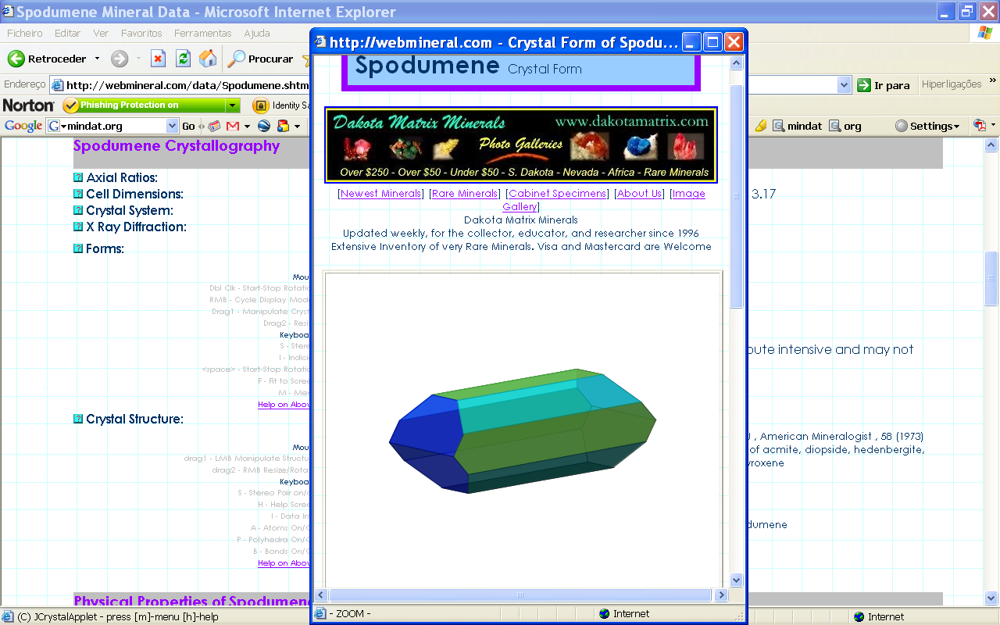 Spodumene Mineral Data - Microsoft Internet Explorer
Ficheiro Editar Ver Favoritos Ferramentas Ajuda
Retroceder Procurar
Endereço http://webmineral.com/data/Spodumene.shtm Ir para Hiperligações »
Norton Phishing Protection on Identity
Google G mindat.org Go mindat org Settings
Spodumene Crystallography
Axial Ratios:
Cell Dimensions: 3.17
Crystal System:
X Ray Diffraction:
Forms:
Mou
Dbl Clk - Start-Stop Rotati
RMB - Cycle Display Mod
Drag1 - Manipulate Cryst
Drag2 - Resi
Keyboa
S - Stere
I - Indici
<space> - Start-Stop Rotati
F - Fit to Scree
M - Me
Help on Abov
oute intensive and may not
Crystal Structure:
Mou
drag1 - LMB Manipulate Structu
drag2 - RMB Resize/Rota
Keyboa
S - Stereo Pair on/
H - Help Scree
I - Data In
A - Atoms On/
P - Polyhedra On/
B - Bonds On/
Help on Abov
, American Mineralogist , 58 (1973)
of acmite, diopside, hedenbergite,
yroxene
dumene
Physical Properties of Spodumene
(C) JCrystalApplet - press [m]-menu [h]-help
Internet
http://webmineral.com - Crystal Form of Spodu...
Spodumene Crystal Form
Dakota Matrix Minerals www.dakotamatrix.com
Photo Galleries
Over $250 - Over $50 - Under $50 - S. Dakota - Nevada - Africa - Rare Minerals
[Newest Minerals] [Rare Minerals] [Cabinet Specimens] [About Us] [Image
Gallery]
Dakota Matrix Minerals
Updated weekly, for the collector, educator, and researcher since 1996
Extensive Inventory of very Rare Minerals. Visa and Mastercard are Welcome
- ZOOM - Internet